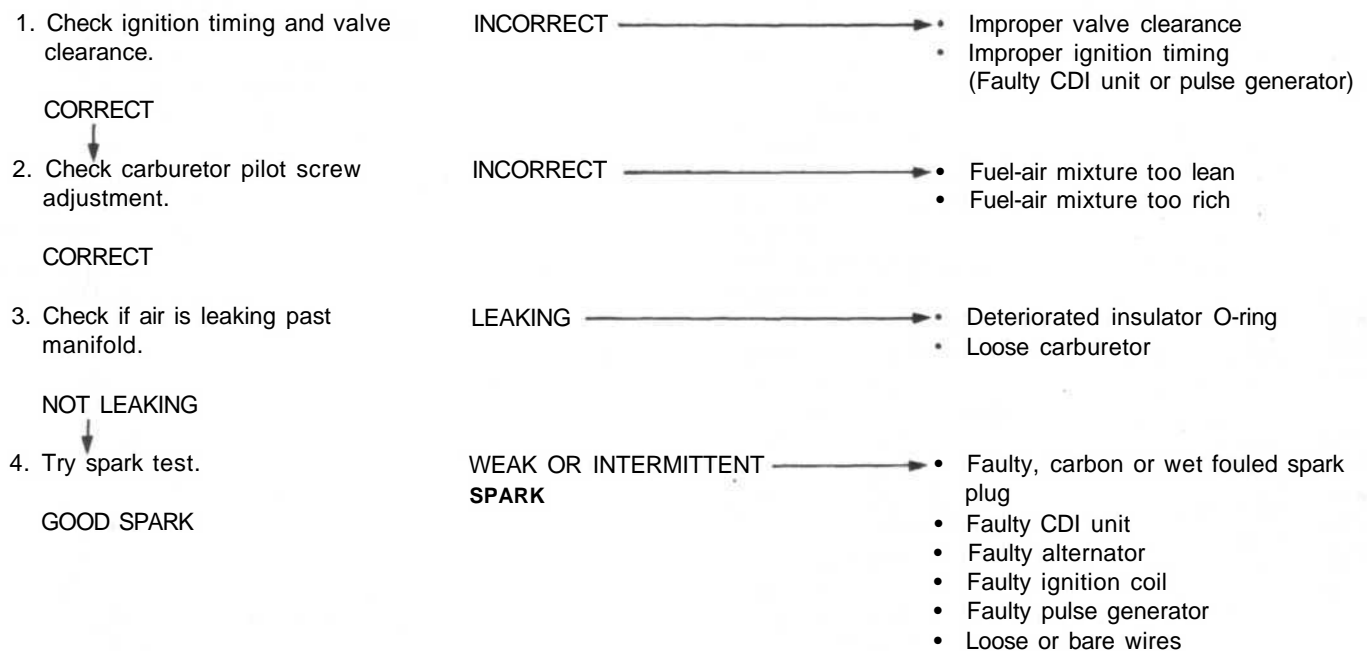 1. Check ignition timing and valve
clearance.
INCORRECT
• Improper valve clearance
• Improper ignition timing
(Faulty CDI unit or pulse generator)
CORRECT
2. Check carburetor pilot screw
adjustment.
INCORRECT
• Fuel-air mixture too lean
• Fuel-air mixture too rich
CORRECT
3. Check if air is leaking past
manifold.
LEAKING
• Deteriorated insulator O-ring
• Loose carburetor
NOT LEAKING
4. Try spark test.
WEAK OR INTERMITTENT
SPARK
• Faulty, carbon or wet fouled spark
plug
• Faulty CDI unit
• Faulty alternator
• Faulty ignition coil
• Faulty pulse generator
• Loose or bare wires
GOOD SPARK